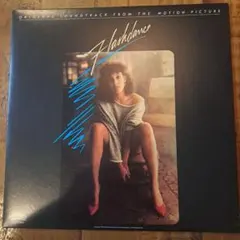 ORIGINAL SOUNDTRACK FROM THE MOTION PICTURE
Flashdance